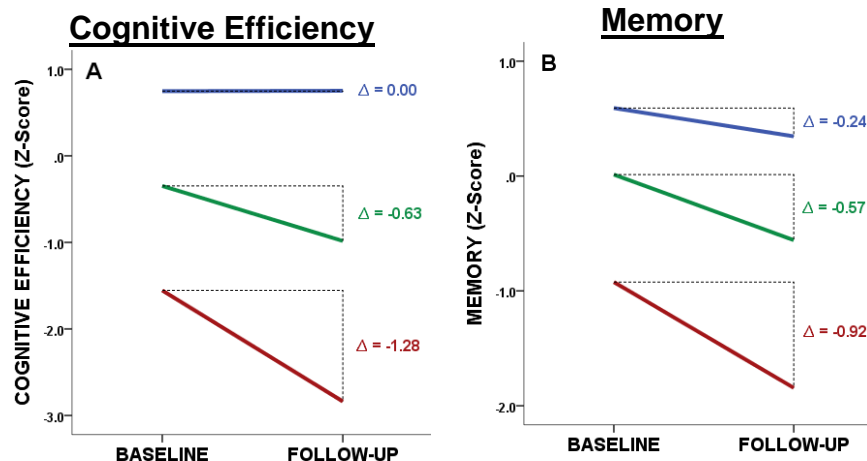 Cognitive Efficiency
A
COGNITIVE EFFICIENCY (Z-Score)
1.0
.0
-1.0
-2.0
-3.0
Δ = 0.00
Δ = -0.63
Δ = -1.28
BASELINE FOLLOW-UP
Memory
B
MEMORY (Z-Score)
1.0
.0
-1.0
-2.0
Δ = -0.24
Δ = -0.57
Δ = -0.92
BASELINE FOLLOW-UP